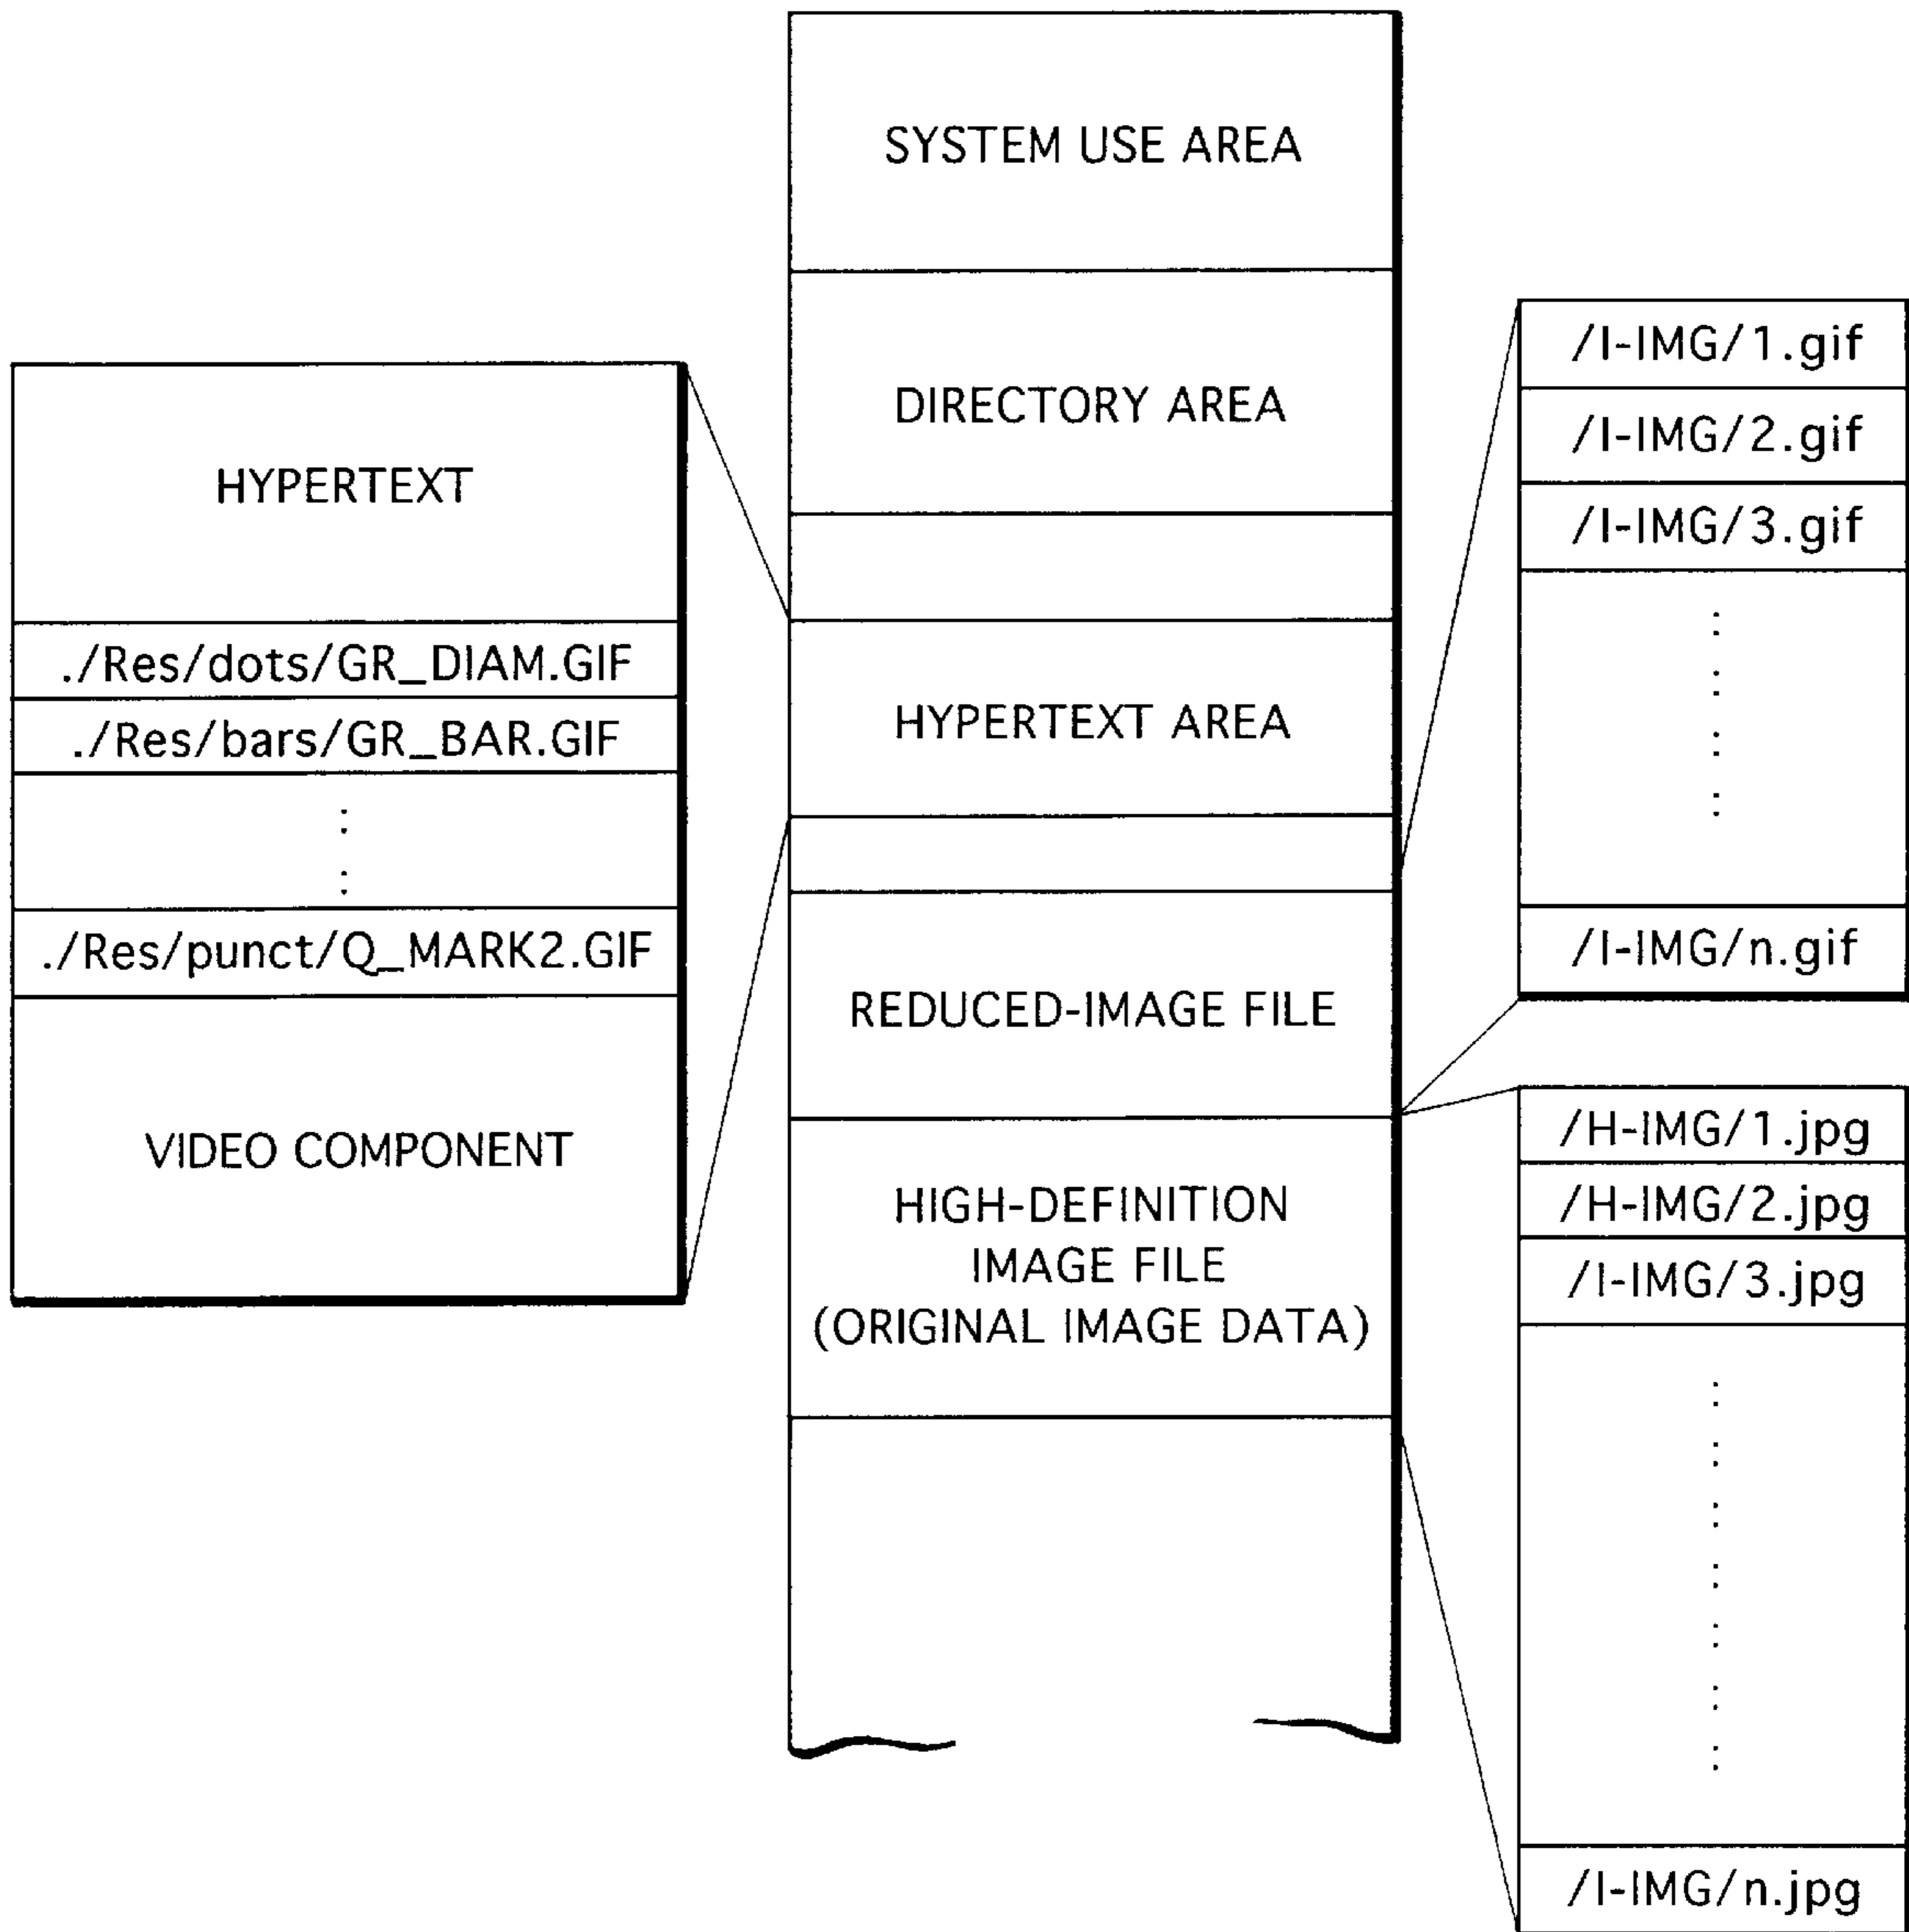 HYPERTEXT
./Res/dots/GR_DIAM.GIF
./Res/bars/GR_BAR.GIF
./Res/punct/Q_MARK2.GIF
VIDEO COMPONENT
SYSTEM USE AREA
DIRECTORY AREA
HYPERTEXT AREA
REDUCED-IMAGE FILE
HIGH-DEFINITION
IMAGE FILE
(ORIGINAL IMAGE DATA)
/I-IMG/1.gif
/I-IMG/2.gif
/I-IMG/3.gif
/I-IMG/n.gif
/H-IMG/1.jpg
/H-IMG/2.jpg
/I-IMG/3.jpg
/I-IMG/n.jpg